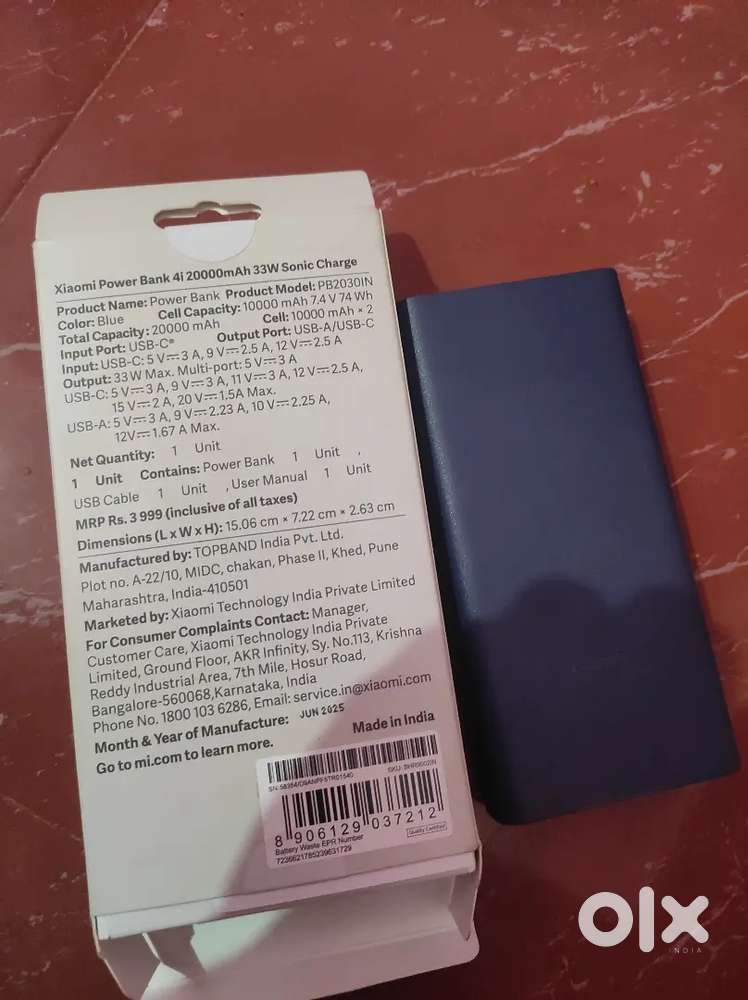 Xiaomi Power Bank 4i 20000mAh 33W Sonic Charge
Product Name: Power Bank Product Model: PB2030IN
Color: Blue Cell Capacity: 10000 mAh 7.4 V 74 Wh
Total Capacity: 20000 mAh Cell: 10000 mAh × 2
Input Port: USB-C® Output Port: USB-A/USB-C
Input: USB-C: 5 V⎓3 A, 9 V⎓2.5 A, 12 V⎓2.5 A
Output: 33 W Max. Multi-port: 5 V⎓3 A
USB-C: 5 V⎓3 A, 9 V⎓3 A, 11 V⎓3 A, 12 V⎓2.5 A,
15 V⎓2 A, 20 V⎓1.5A Max.
USB-A: 5 V⎓3 A, 9 V⎓2.23 A, 10 V⎓2.25 A,
12V⎓1.67 A Max.
Net Quantity: 1 Unit
1 Unit Contains: Power Bank 1 Unit ,
USB Cable 1 Unit , User Manual 1 Unit
MRP Rs. 3 999 (inclusive of all taxes)
Dimensions (L x W x H): 15.06 cm × 7.22 cm × 2.63 cm
Manufactured by: TOPBAND India Pvt. Ltd.
Plot no. A-22/10, MIDC, chakan, Phase II, Khed, Pune
Maharashtra, India-410501
Marketed by: Xiaomi Technology India Private Limited
For Consumer Complaints Contact: Manager,
Customer Care, Xiaomi Technology India Private
Limited, Ground Floor, AKR Infinity, Sy. No.113, Krishna
Reddy Industrial Area, 7th Mile, Hosur Road,
Bangalore-560068,Karnataka, India
Phone No. 1800 103 6286, Email: service.in@xiaomi.com
Month & Year of Manufacture: JUN 2025
Go to mi.com to learn more. Made in India
8 906129 037212
Battery Waste EPR Number
7236621785239631729
Quality Certified
olx
INDIA